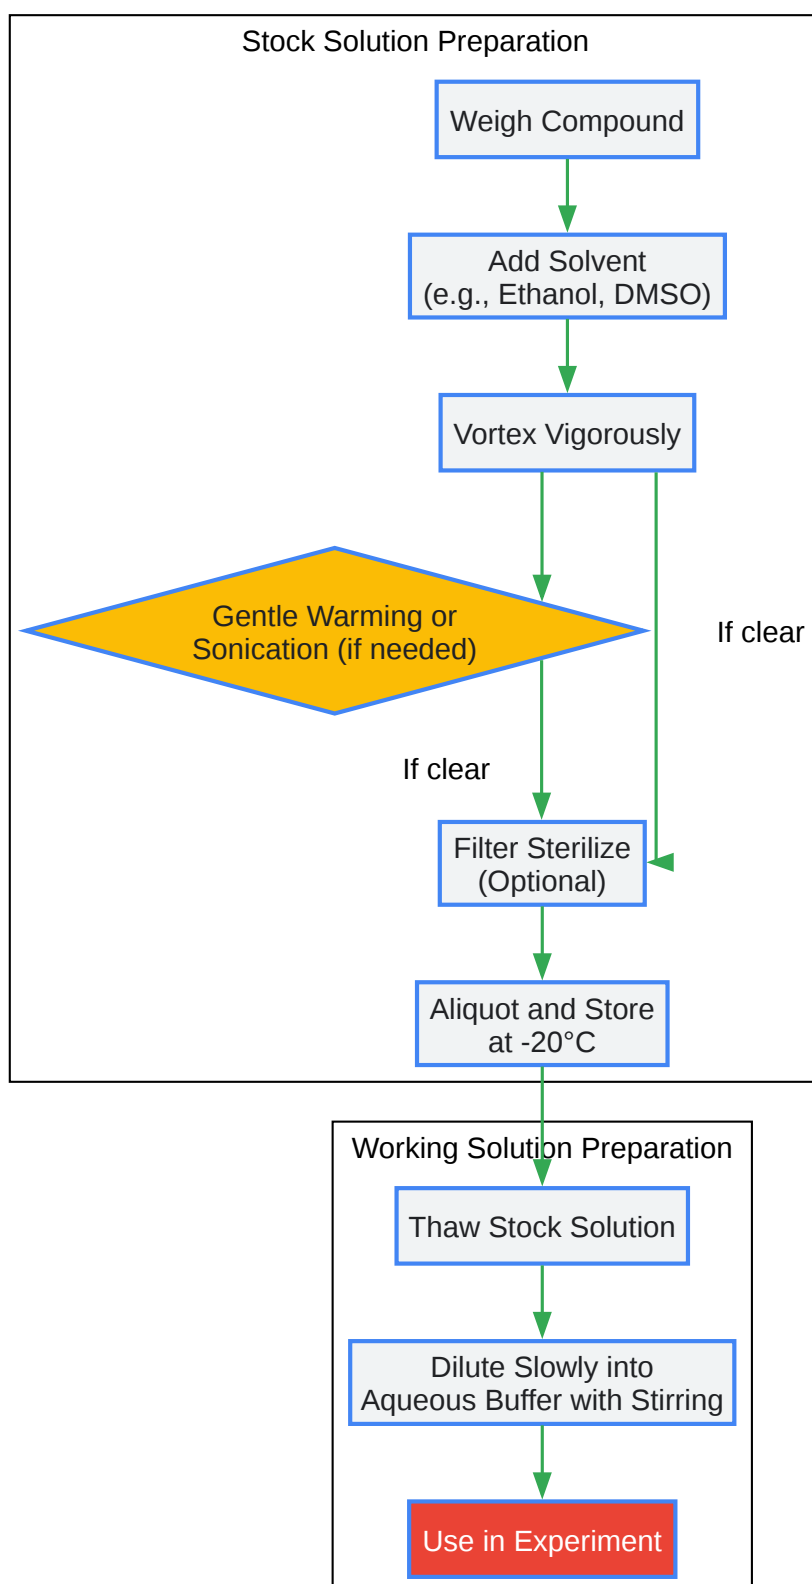 Stock Solution Preparation
Weigh Compound
Add Solvent
(e.g., Ethanol, DMSO)
Vortex Vigorously
Gentle Warming or
Sonication (if needed)
If clear
If clear
Filter Sterilize
(Optional)
Aliquot and Store
at -20°C
Working Solution Preparation
Thaw Stock Solution
Dilute Slowly into
Aqueous Buffer with Stirring
Use in Experiment